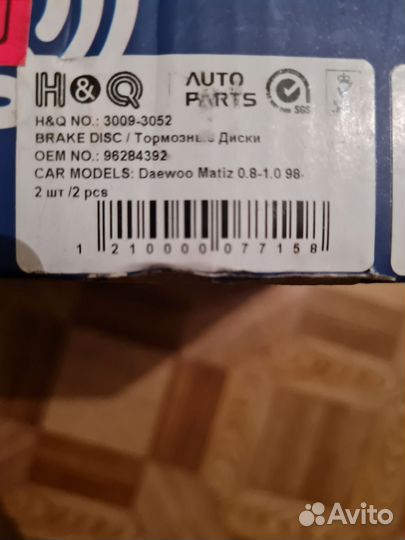 H&Q AUTO PARTS SGS
H&Q NO.: 3009-3052
BRAKE DISC / Тормозные Диски
OEM NO.: 96284392
CAR MODELS: Daewoo Matiz 0.8-1.0 98-
2 шт /2 pcs
1 210000 077158
Avito